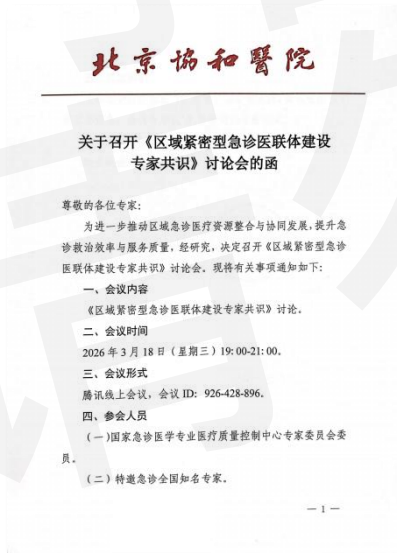 北京協和醫院
关于召开《区域紧密型急诊医联体建设
专家共识》讨论会的函
尊敬的各位专家:
为进一步推动区域急诊医疗资源整合与协同发展,提升急
诊救治效率与服务质量,经研究,决定召开《区域紧密型急诊
医联体建设专家共识》讨论会。现将有关事项通知如下:
一、会议内容
《区域紧密型急诊医联体建设专家共识》讨论。
二、会议时间
2026年3月18日(星期三)19:00-21:00。
三、会议形式
腾讯线上会议,会议 ID: 926-428-896。
四、参会人员
(一)国家急诊医学专业医疗质量控制中心专家委员会委
员。
(二)特邀急诊全国知名专家。
— 1 —